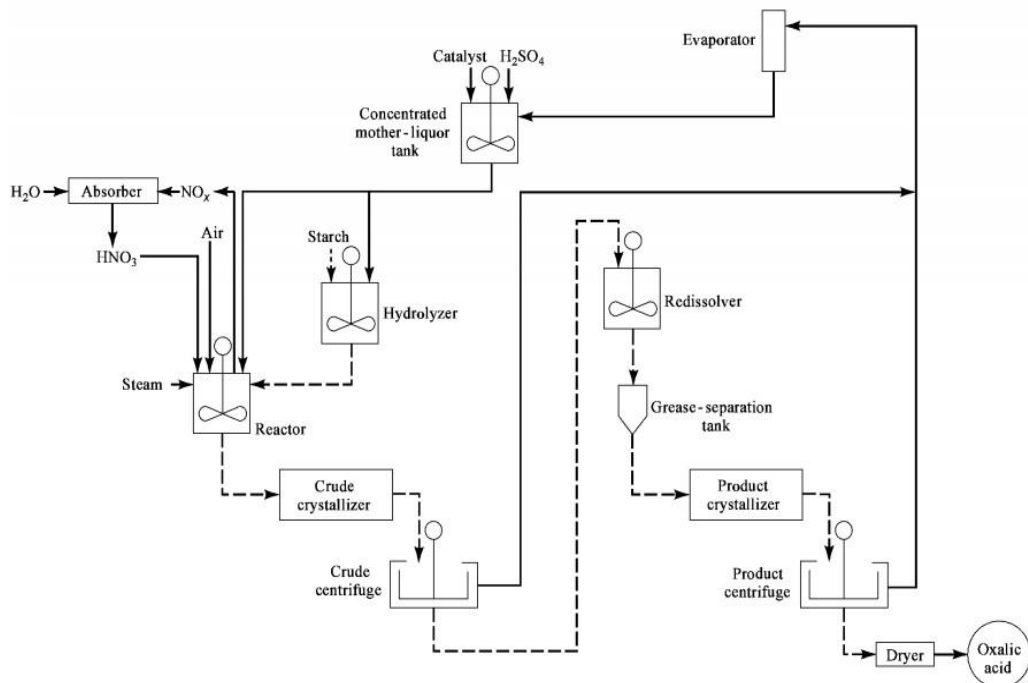 Evaporator
Catalyst
H₂SO₄
Concentrated
mother-liquor
tank
H₂O
Absorber
NOₓ
Air
HNO₃
Starch
Hydrolyzer
Redissolver
Steam
Reactor
Grease-separation
tank
Crude
crystallizer
Product
crystallizer
Crude
centrifuge
Product
centrifuge
Dryer
Oxalic
acid